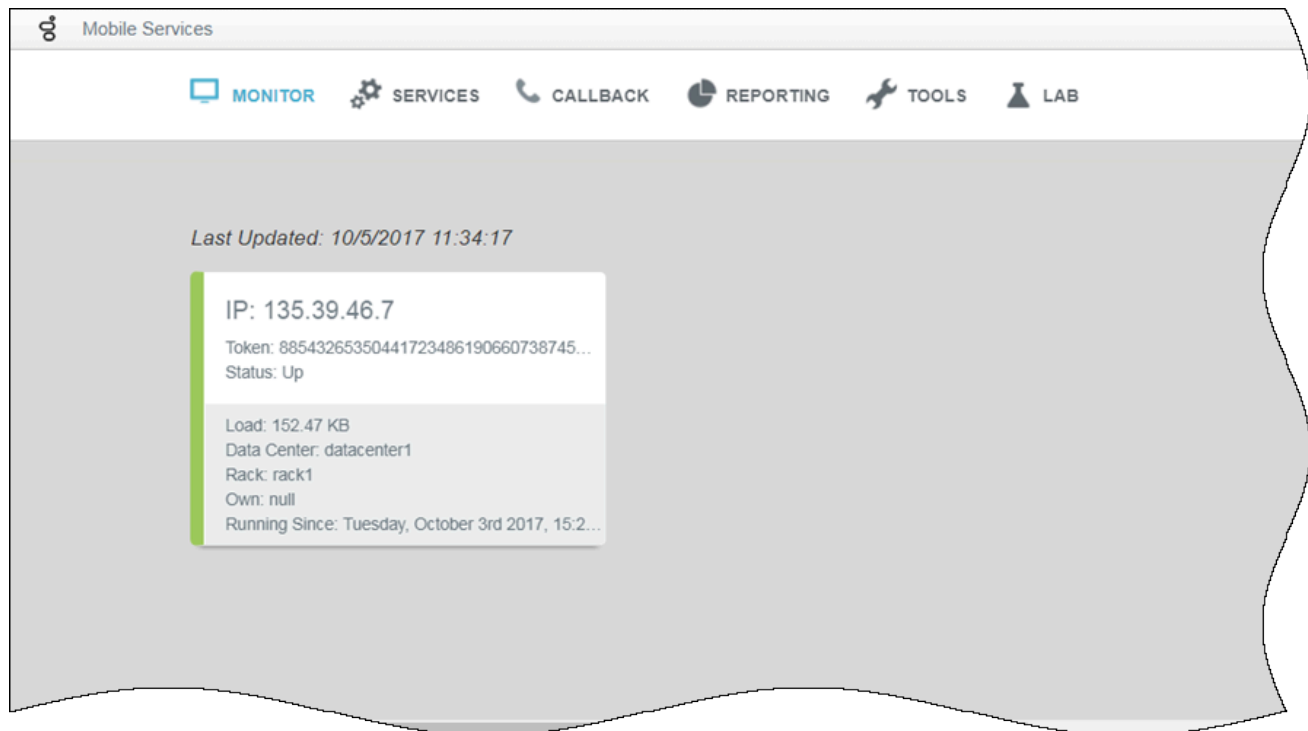 Mobile Services
MONITOR SERVICES CALLBACK REPORTING TOOLS LAB
Last Updated: 10/5/2017 11:34:17
IP: 135.39.46.7
Token: 88543265350441723486190660738745...
Status: Up
Load: 152.47 KB
Data Center: datacenter1
Rack: rack1
Own: null
Running Since: Tuesday, October 3rd 2017, 15:2...